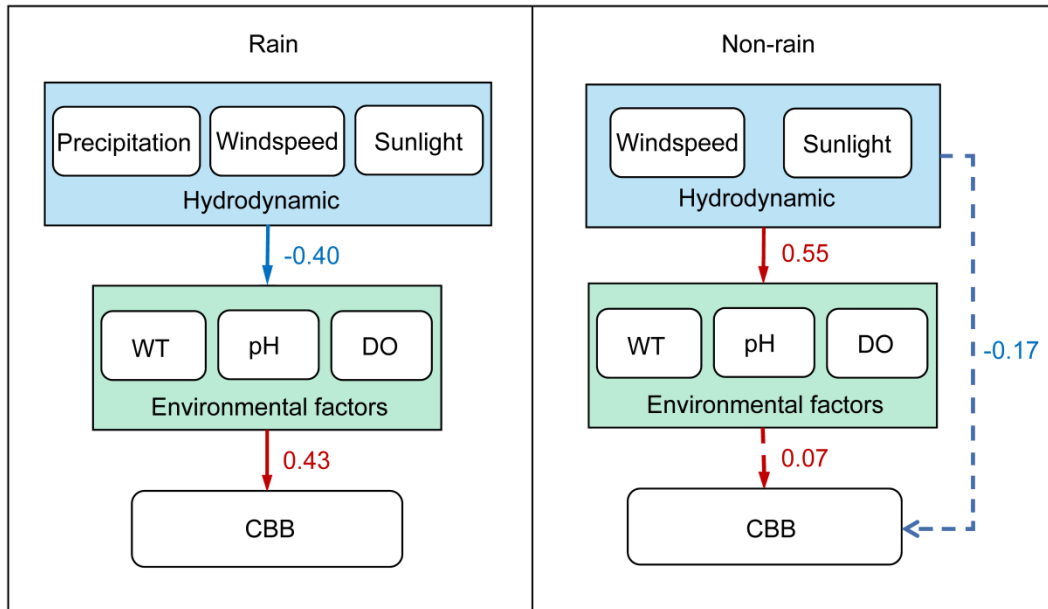 Rain
Precipitation
Windspeed
Sunlight
Hydrodynamic
-0.40
WT
pH
DO
Environmental factors
0.43
CBB
Non-rain
Windspeed
Sunlight
Hydrodynamic
0.55
WT
pH
DO
-0.17
Environmental factors
0.07
CBB